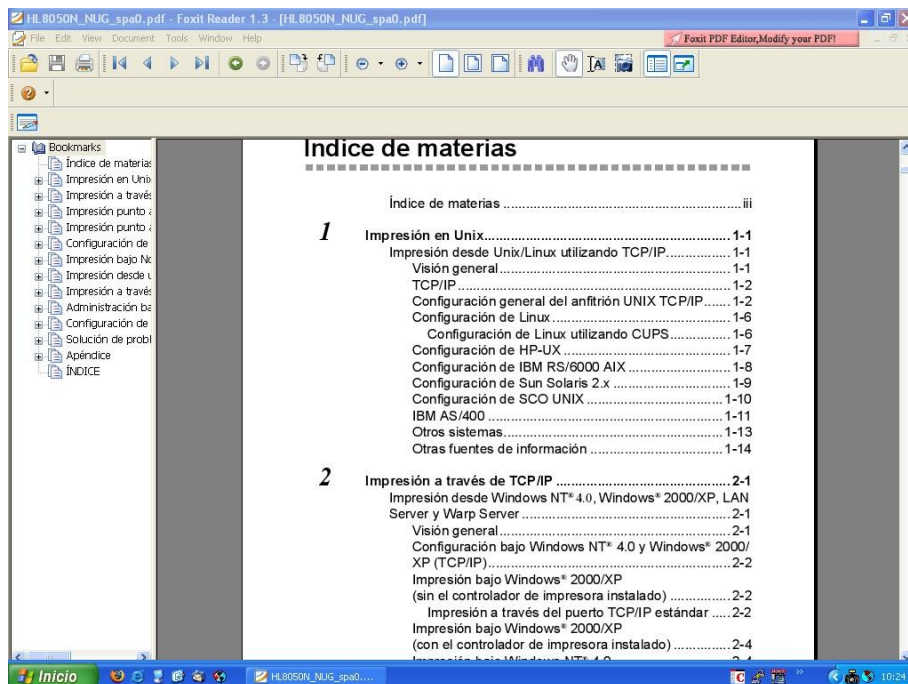 HL8050N_NUG_spa0.pdf - Foxit Reader 1.3 - [HL8050N_NUG_spa0.pdf]
File Edit View Document Tools Window Help
Foxit PDF Editor,Modify your PDF!
Bookmarks
Índice de materias
Impresión en Uni
Impresión a travé
Impresión punto a
Impresión punto a
Configuración de
Impresión bajo No
Impresión desde u
Impresión a travé
Administración ba
Configuración de
Solución de probl
Apéndice
ÍNDICE
Índice de materias
Índice de materias ........ iii
1 Impresión en Unix........ 1-1
Impresión desde Unix/Linux utilizando TCP/IP........ 1-1
Visión general........ 1-1
TCP/IP........ 1-2
Configuración general del anfitrión UNIX TCP/IP....... 1-2
Configuración de Linux........ 1-6
Configuración de Linux utilizando CUPS........ 1-6
Configuración de HP-UX ........ 1-7
Configuración de IBM RS/6000 AIX ........ 1-8
Configuración de Sun Solaris 2.x ........ 1-9
Configuración de SCO UNIX ........ 1-10
IBM AS/400 ........ 1-11
Otros sistemas........ 1-13
Otras fuentes de información ........ 1-14
2 Impresión a través de TCP/IP ........ 2-1
Impresión desde Windows NT® 4.0, Windows® 2000/XP, LAN
Server y Warp Server ........ 2-1
Visión general........ 2-1
Configuración bajo Windows NT® 4.0 y Windows® 2000/
XP (TCP/IP)........ 2-2
Impresión bajo Windows® 2000/XP
(sin el controlador de impresora instalado) ........ 2-2
Impresión a través del puerto TCP/IP estándar ..... 2-2
Impresión bajo Windows® 2000/XP
(con el controlador de impresora instalado) ........ 2-4
Inicio
HL8050N_NUG_spa0....
10:24